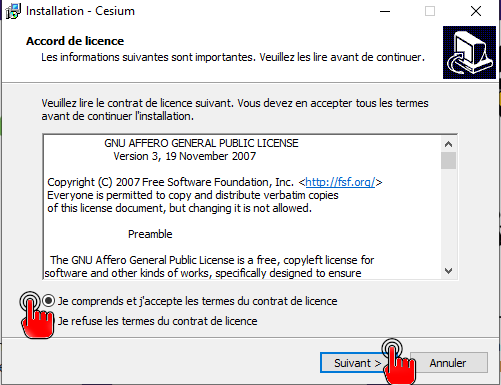 Installation - Cesium
Accord de licence
Les informations suivantes sont importantes. Veuillez les lire avant de continuer.
Veuillez lire le contrat de licence suivant. Vous devez en accepter tous les termes
avant de continuer l'installation.
GNU AFFERO GENERAL PUBLIC LICENSE
Version 3, 19 November 2007
Copyright (C) 2007 Free Software Foundation, Inc. <http://fsf.org/>
Everyone is permitted to copy and distribute verbatim copies
of this license document, but changing it is not allowed.
Preamble
The GNU Affero General Public License is a free, copyleft license for
software and other kinds of works, specifically designed to ensure
Je comprends et j'accepte les termes du contrat de licence
Je refuse les termes du contrat de licence
Suivant >
Annuler